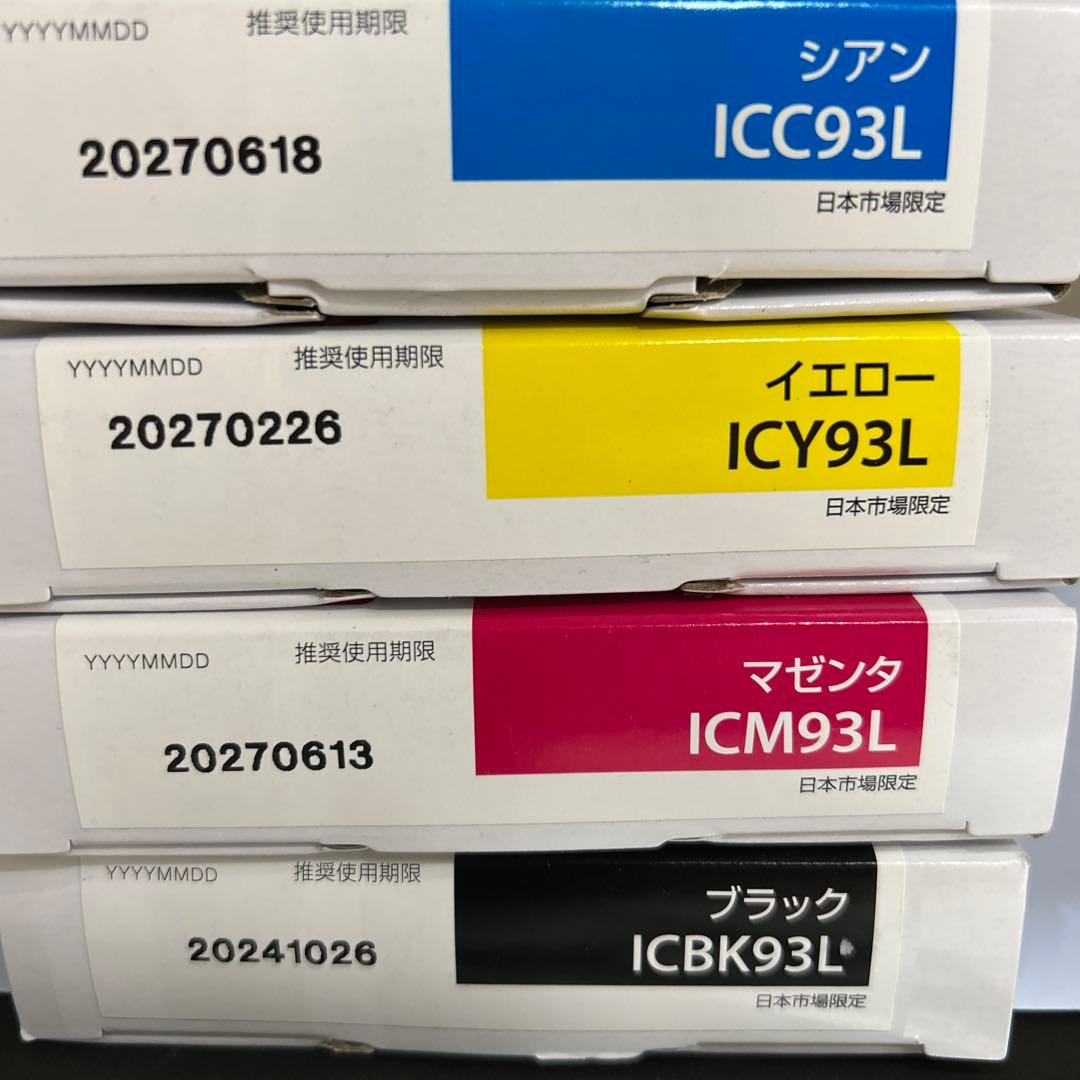 YYYYMMDD 推奨使用期限
20270618
シアン
ICC93L
日本市場限定
YYYYMMDD 推奨使用期限
20270226
イエロー
ICY93L
日本市場限定
YYYYMMDD 推奨使用期限
20270613
マゼンタ
ICM93L
日本市場限定
YYYYMMDD 推奨使用期限
20241026
ブラック
ICBK93L
日本市場限定